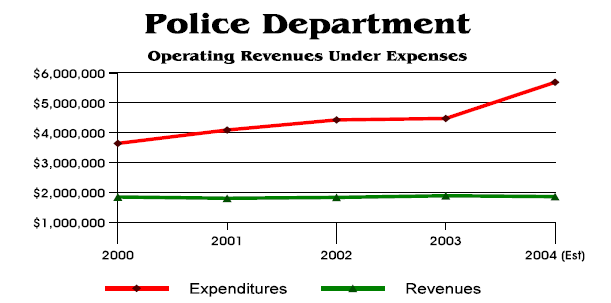 Police Department
Operating Revenues Under Expenses
$6,000,000
$5,000,000
$4,000,000
$3,000,000
$2,000,000
$1,000,000
2000 2001 2002 2003 2004 (Est)
Expenditures Revenues